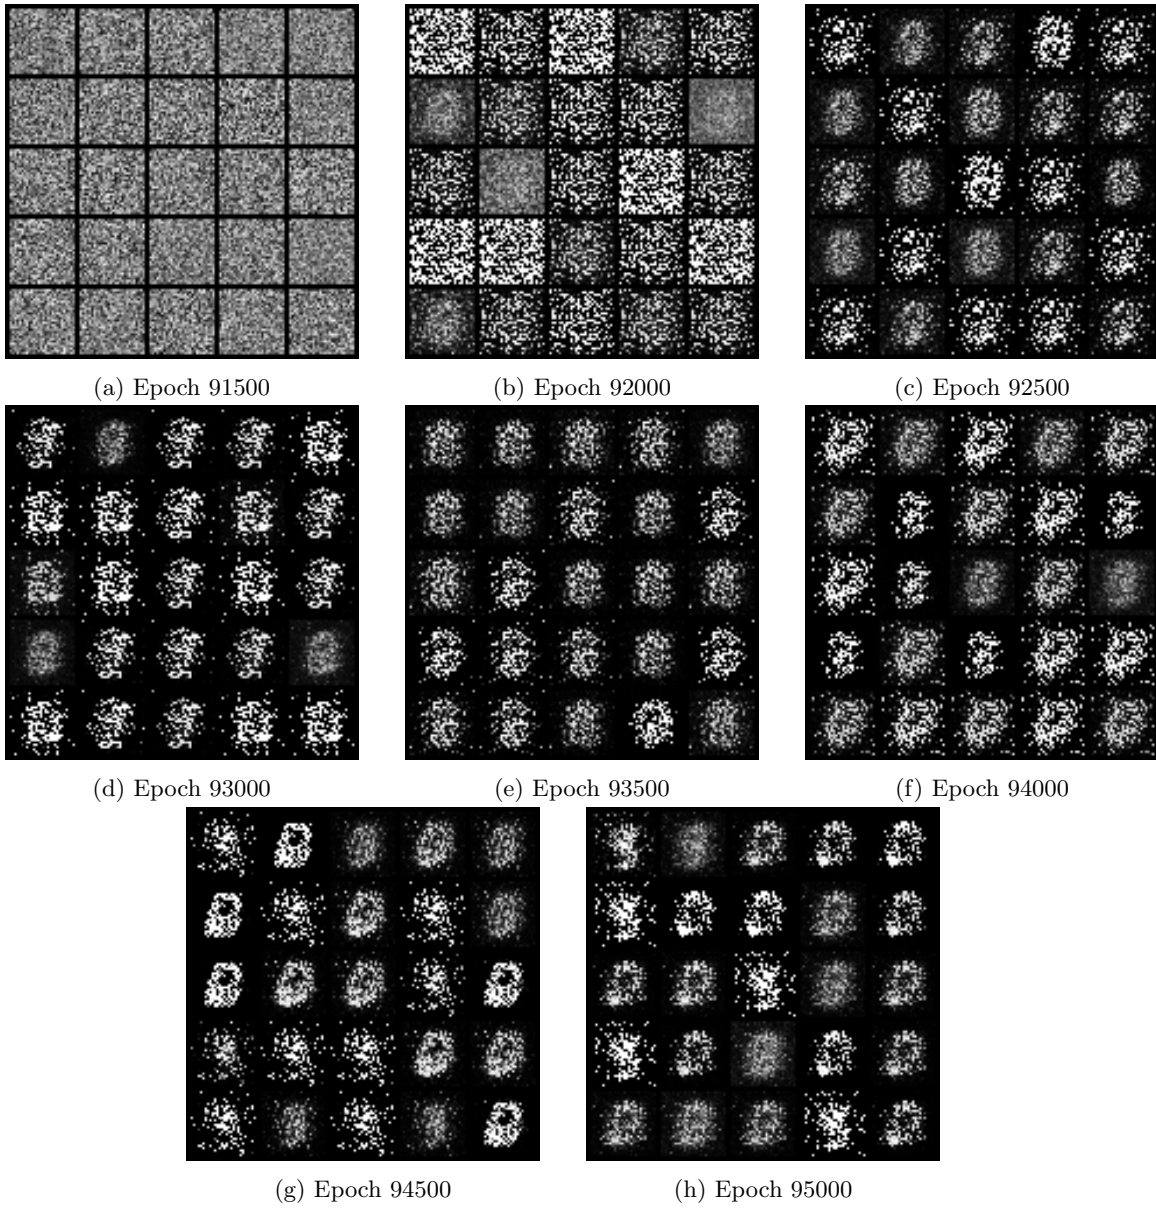 (a) Epoch 91500
(b) Epoch 92000
(c) Epoch 92500
(d) Epoch 93000
(e) Epoch 93500
(f) Epoch 94000
(g) Epoch 94500
(h) Epoch 95000